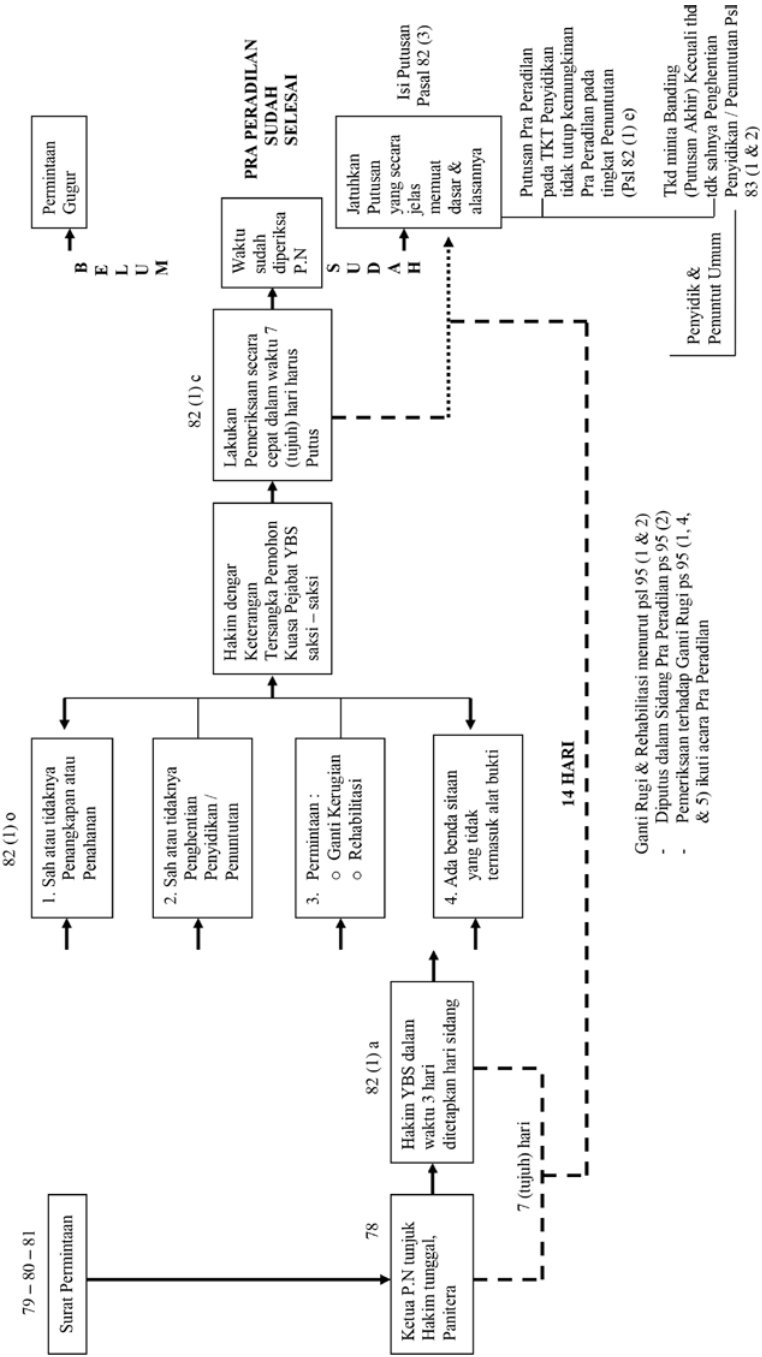 79 – 80 – 81
Surat Permintaan
78
Ketua P.N tunjuk
Hakim tunggal,
Panitera
82 (1) a
Hakim YBS dalam
waktu 3 hari
ditetapkan hari sidang
7 (tujuh) hari
82 (1) o
1. Sah atau tidaknya
Penangkapan atau
Penahanan
2. Sah atau tidaknya
Penghentian
Penyidikan /
Penuntutan
3. Permintaan :
o Ganti Kerugian
o Rehabilitasi
4. Ada benda sitaan
yang tidak
termasuk alat bukti
14 HARI
Hakim dengar
Keterangan
Tersangka Pemohon
Kuasa Pejabat YBS
saksi – saksi
82 (1) c
Lakukan
Pemeriksaan secara
cepat dalam waktu 7
(tujuh) hari harus
Putus
Waktu
sudah
diperiksa
P.N
B
E
L
U
M
Permintaan
Gugur
PRA PERADILAN
SUDAH
SELESAI
S
U
D
A
H
Jatuhkan
Putusan
yang secara
jelas
memuat
dasar &
alasannya
Isi Putusan
Pasal 82 (3)
Putusan Pra Peradilan
pada TKT Penyidikan
tidak tutup kemungkinan
Pra Peradilan pada
tingkat Penuntutan
(Psl 82 (1) e)
Tkd minta Banding
(Putusan Akhir) Kecuali thd
tdk sahnya Penghentian
Penyidikan / Penuntutan Psl
83 (1 & 2)
Penyidik &
Penuntut Umum
Ganti Rugi & Rehabilitasi menurut psl 95 (1 & 2)
- Diputus dalam Sidang Pra Peradilan ps 95 (2)
- Pemeriksaan terhadap Ganti Rugi ps 95 (1, 4,
& 5) ikuti acara Pra Peradilan